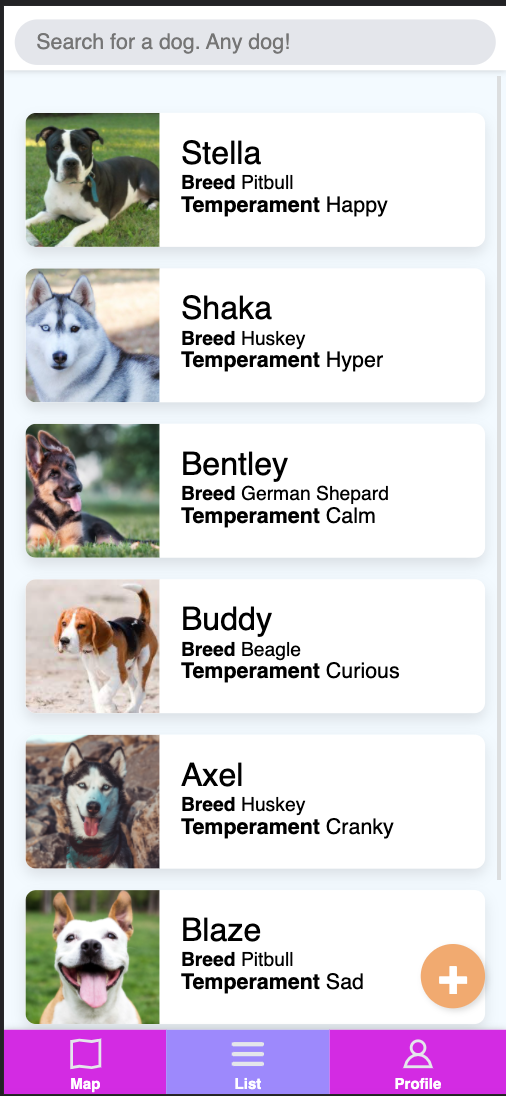 Search for a dog. Any dog!
Stella
Breed Pitbull
Temperament Happy
Shaka
Breed Huskey
Temperament Hyper
Bentley
Breed German Shepard
Temperament Calm
Buddy
Breed Beagle
Temperament Curious
Axel
Breed Huskey
Temperament Cranky
Blaze
Breed Pitbull
Temperament Sad
Map List Profile